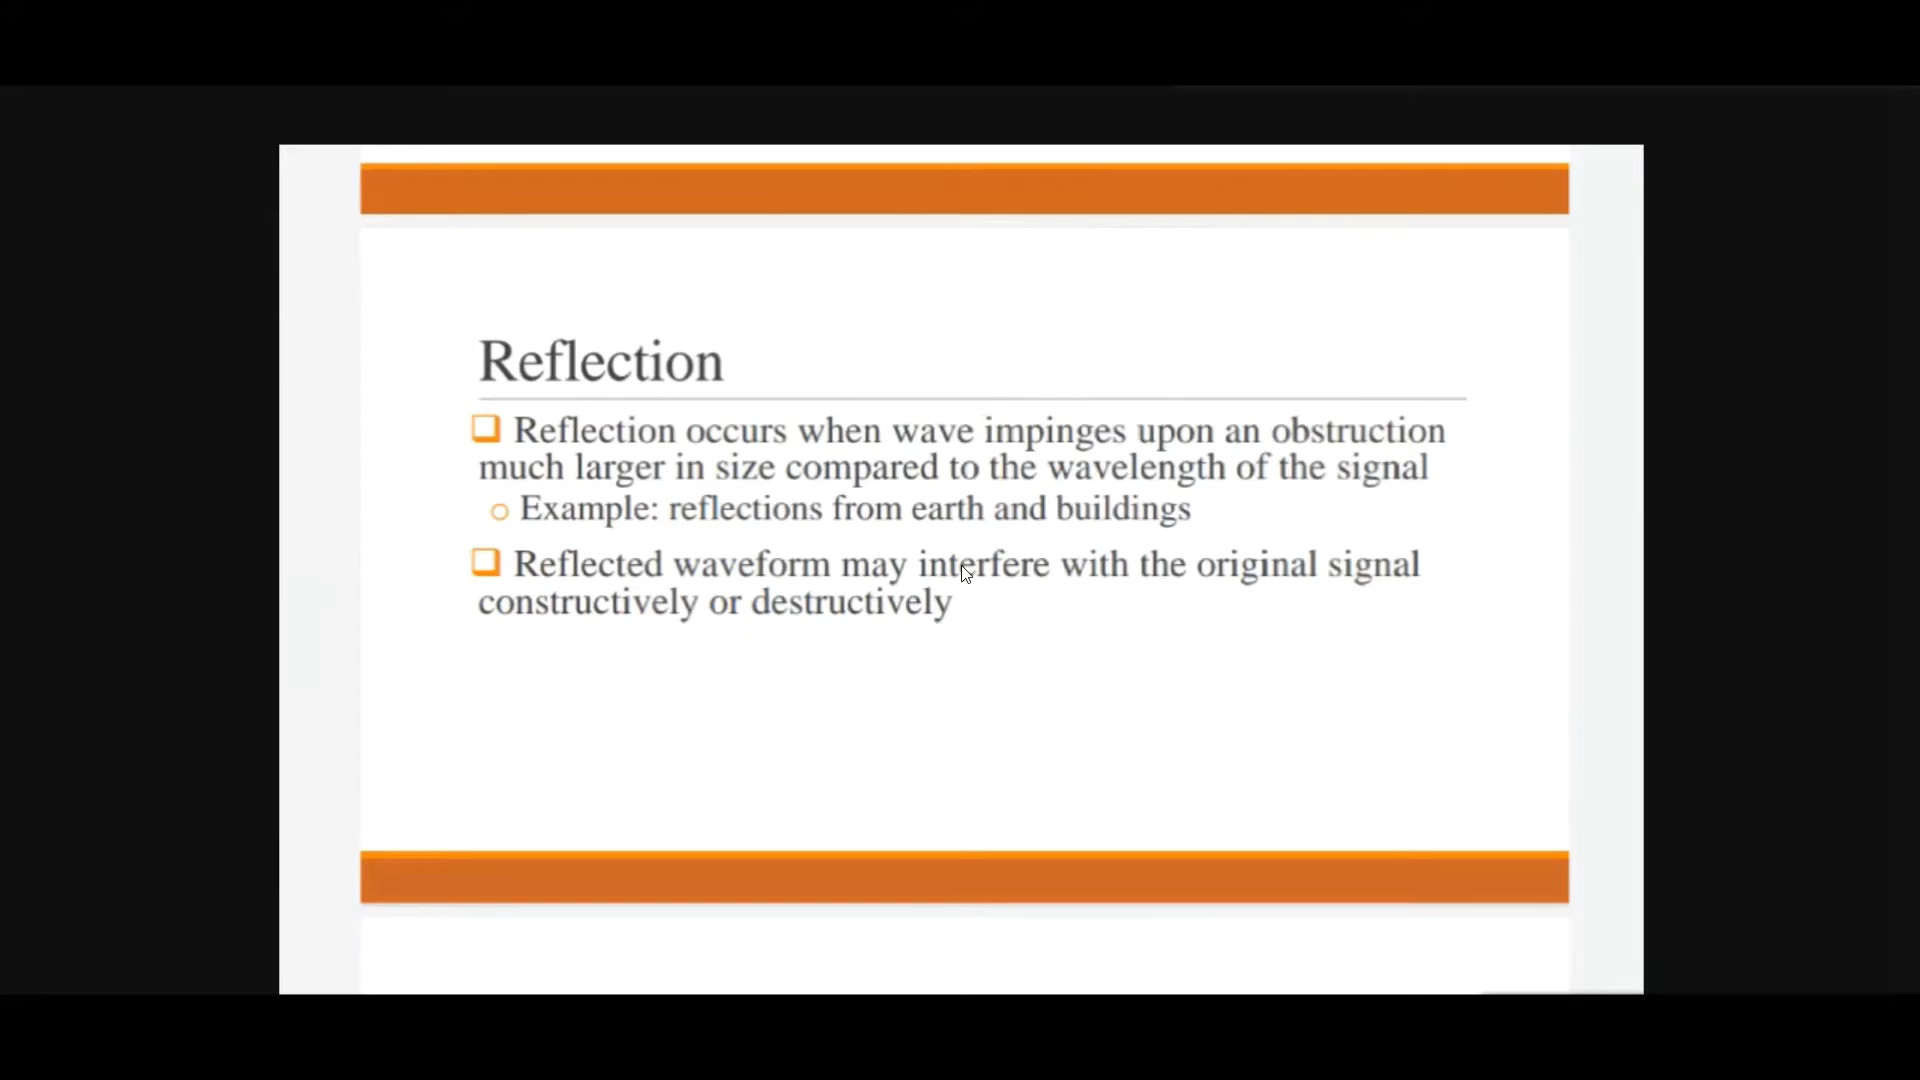 Reflection
Reflection occurs when wave impinges upon an obstruction
much larger in size compared to the wavelength of the signal
Example: reflections from earth and buildings
Reflected waveform may interfere with the original signal
constructively or destructively